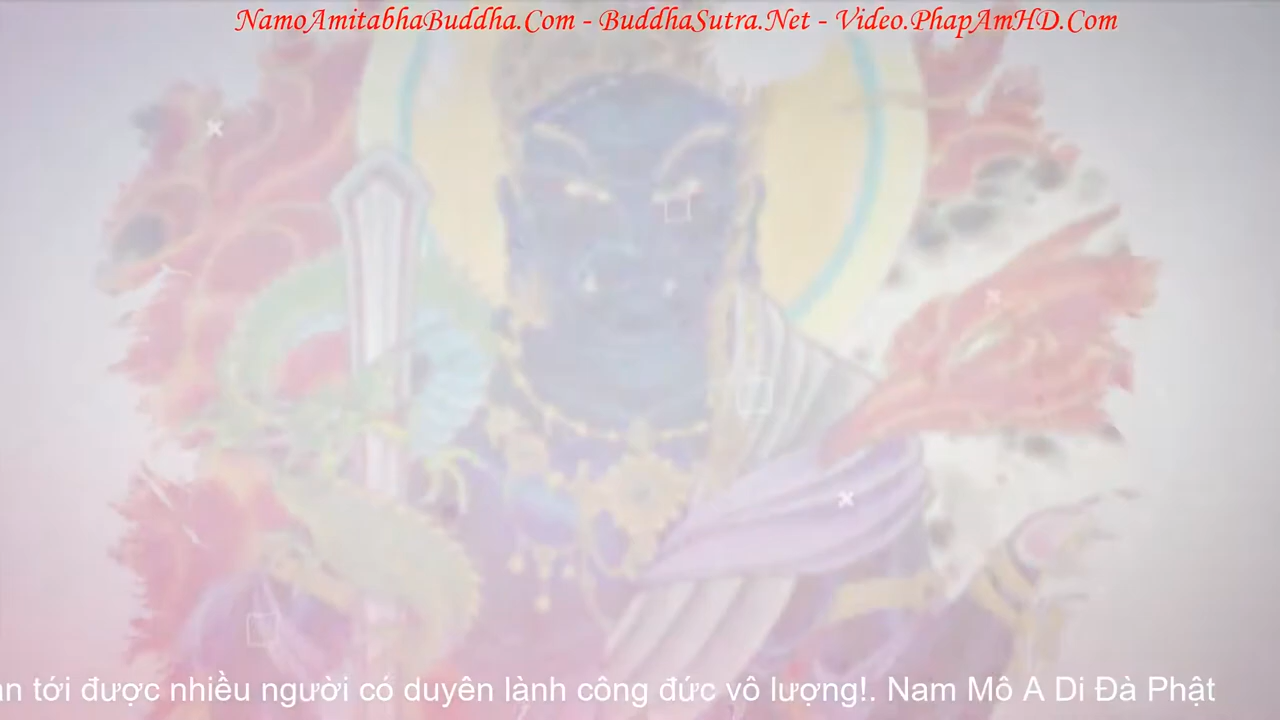 NamoAmitabhaBuddha.Com - BuddhaSutra.Net - Video.PhapAmHD.Com
tới được nhiều người có duyên lành công đức vô lượng!. Nam Mô A Di Đà Phật